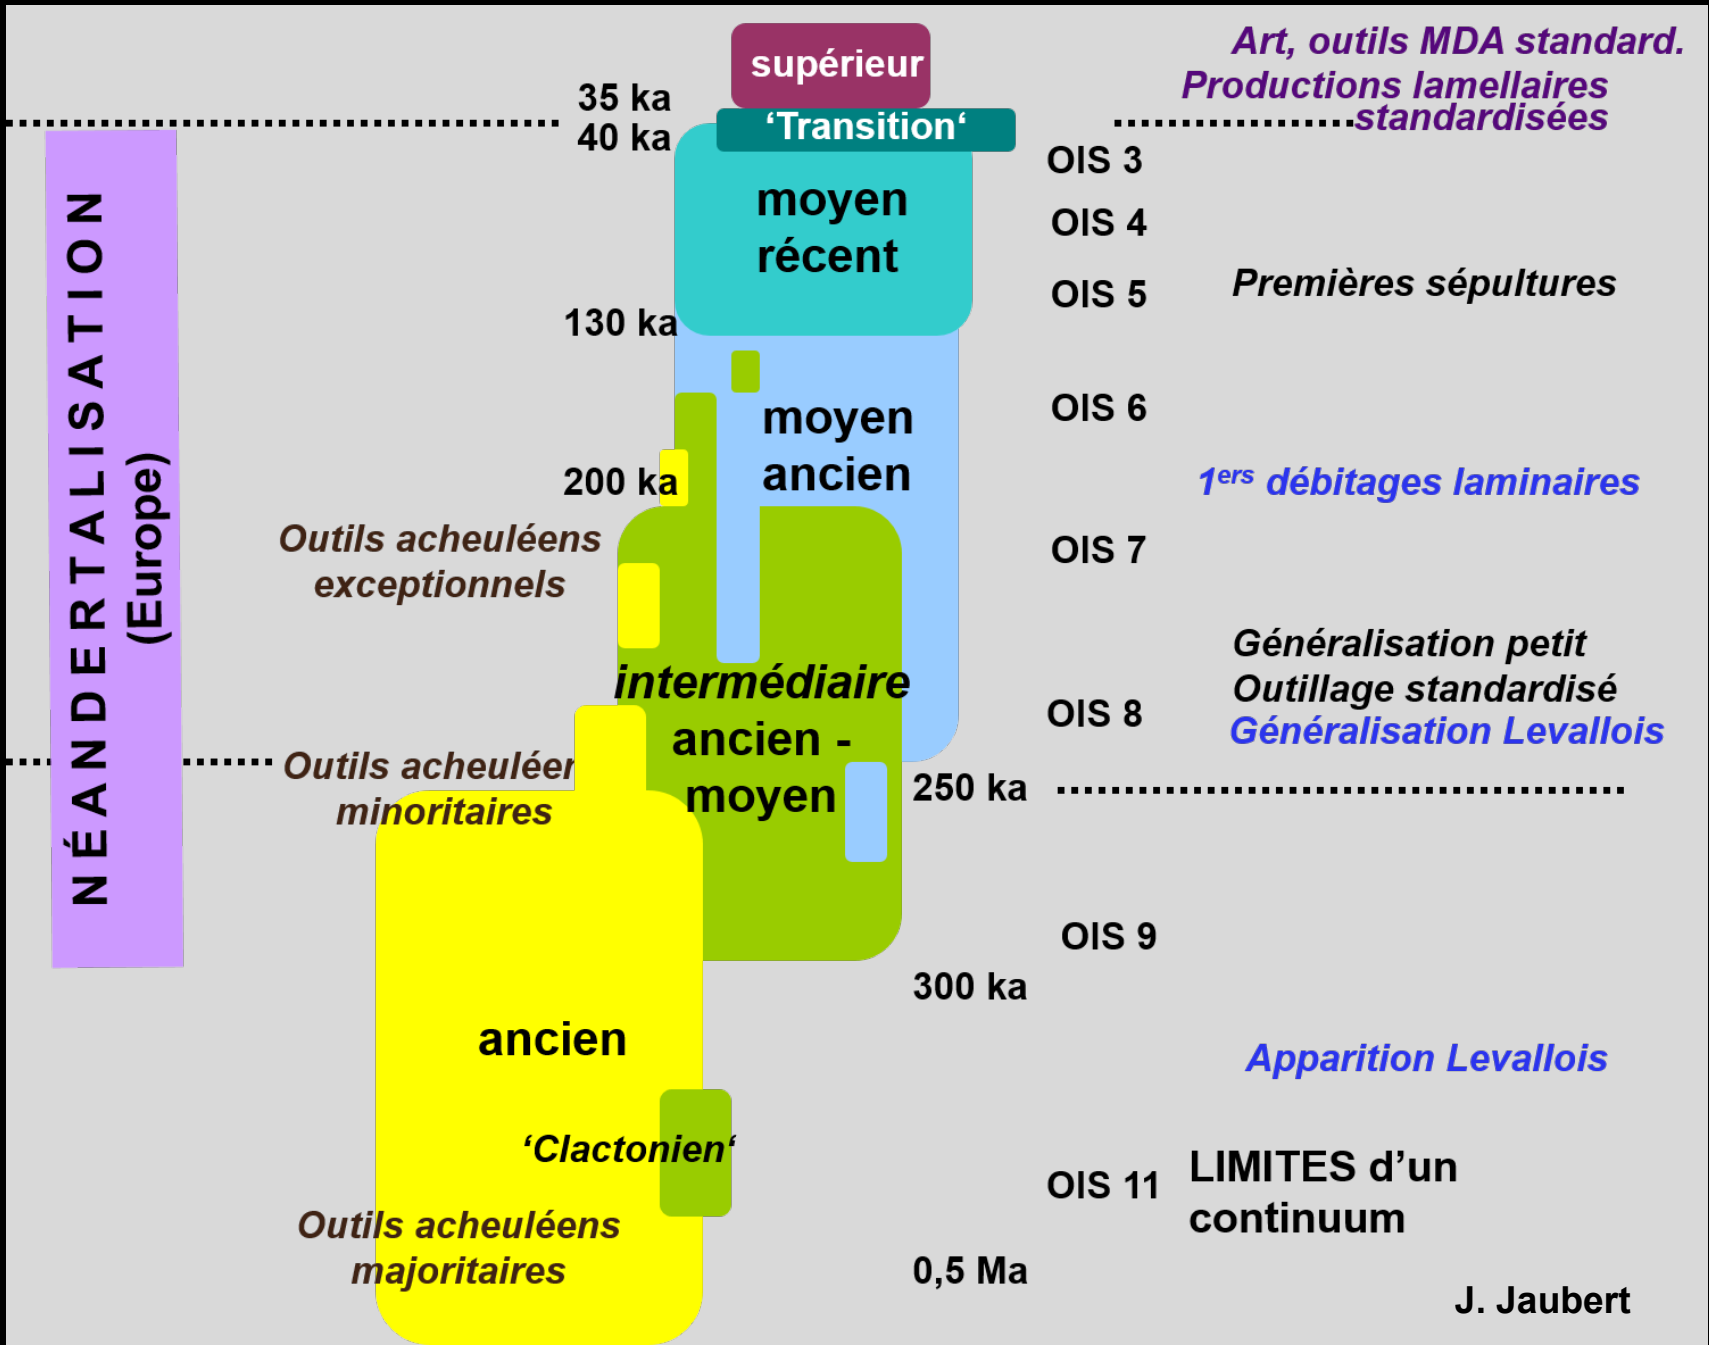 Art, outils MDA standard.
supérieur
Productions lamellaires
standardisées
35 ka
‘Transition‘
40 ka
OIS 3
moyen
récent
OIS 4
Premières sépultures
OIS 5
130 ka
NÉANDERTALISATION
(Europe)
moyen
ancien
OIS 6
200 ka
1ers débitages laminaires
Outils acheuléens
exceptionnels
OIS 7
Généralisation petit
Outillage standardisé
Généralisation Levallois
intermédiaire
ancien -
moyen
OIS 8
Outils acheuléen
minoritaires
250 ka
OIS 9
300 ka
ancien
Apparition Levallois
‘Clactonien‘
OIS 11
LIMITES d’un
continuum
Outils acheuléens
majoritaires
0,5 Ma
J. Jaubert